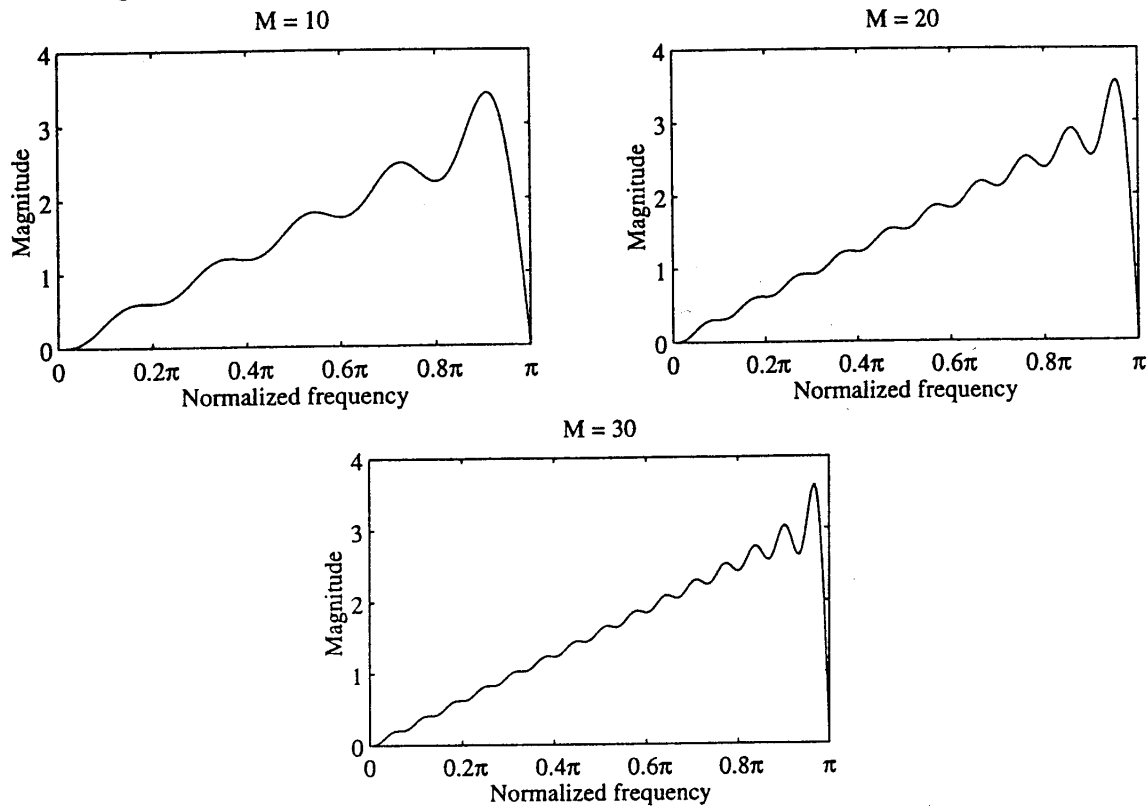 M = 10
4
3
2
1
0
Magnitude
0
0.2π
0.4π
0.6π
0.8π
π
Normalized frequency
M = 20
4
3
2
1
0
Magnitude
0
0.2π
0.4π
0.6π
0.8π
π
Normalized frequency
M = 30
4
3
2
1
0
Magnitude
0
0.2π
0.4π
0.6π
0.8π
π
Normalized frequency